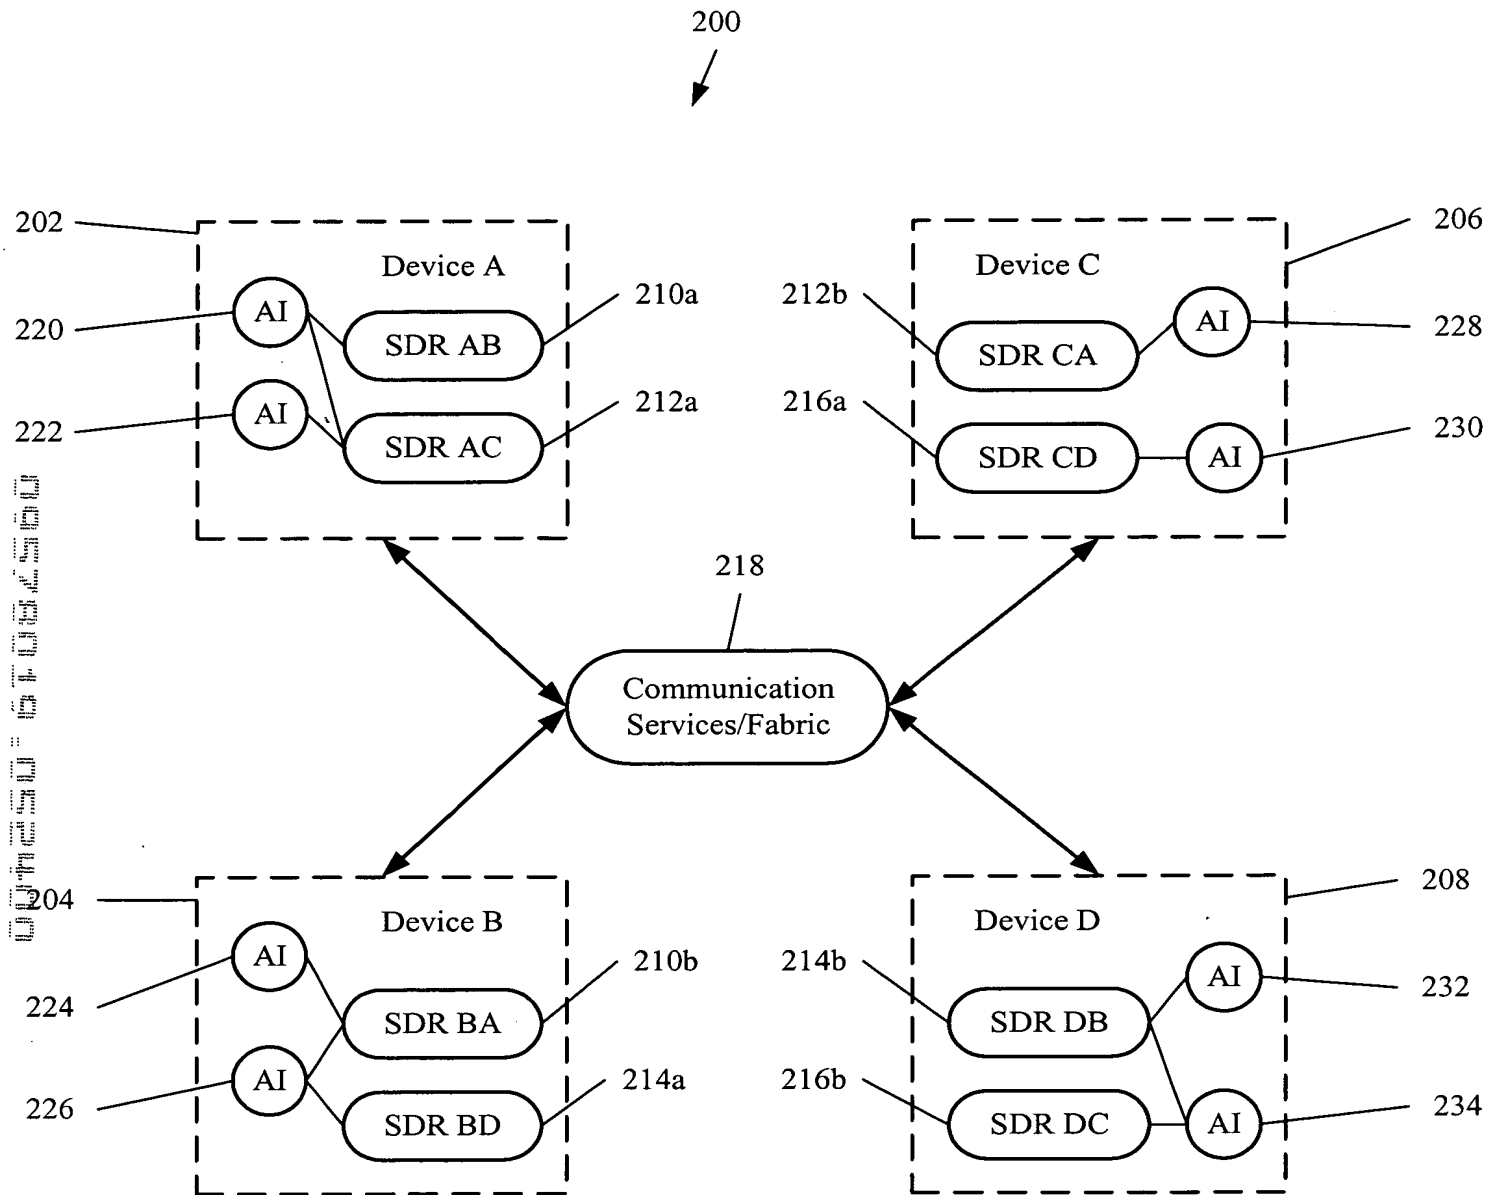 200
202
206
Device A
Device C
220
AI
SDR AB
210a
212b
SDR CA
AI
228
222
AI
SDR AC
212a
216a
SDR CD
AI
230
218
Communication
Services/Fabric
204
208
Device B
Device D
224
AI
SDR BA
210b
214b
SDR DB
AI
232
226
AI
SDR BD
214a
216b
SDR DC
AI
234